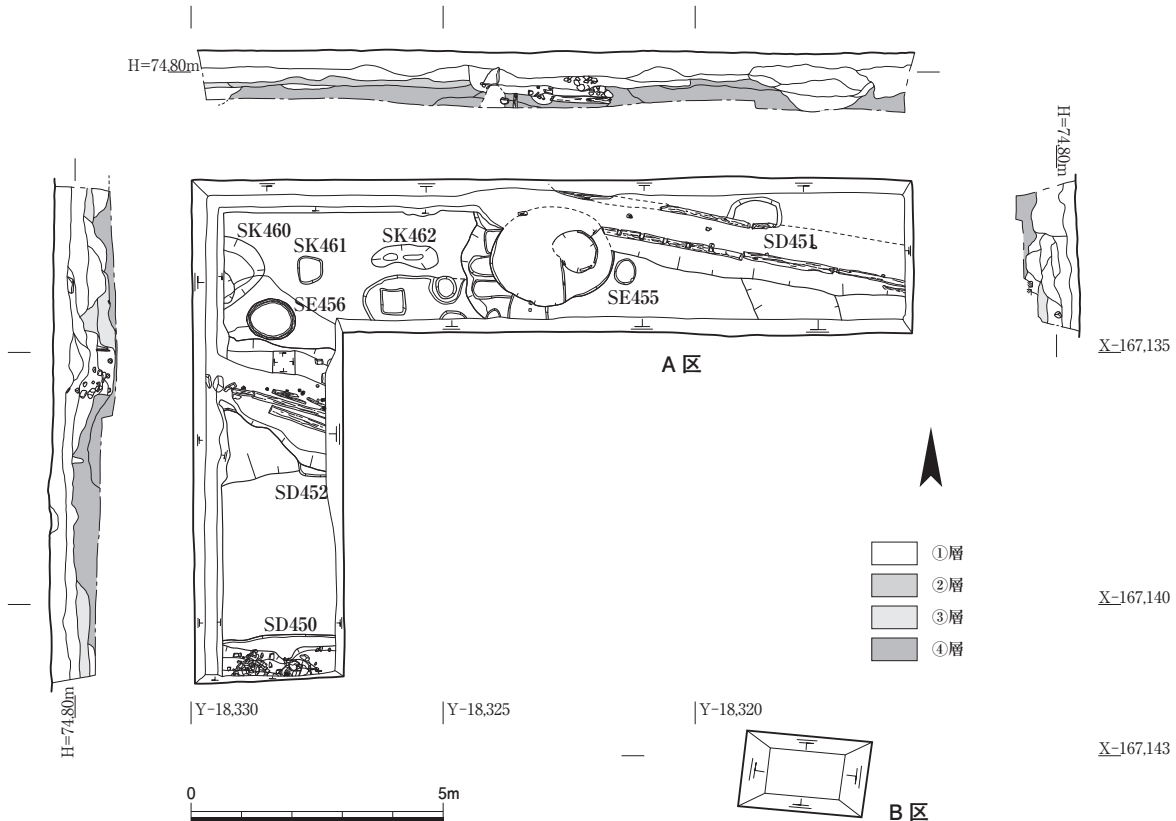 H=74.80m
H=74.80m
SK460
SK461
SK462
SD451
SE456
SE455
X-167,135
A 区
SD452
①層
②層
③層
④層
X-167,140
SD450
H=74.80m
Y-18,330
Y-18,325
Y-18,320
X-167,143
0
5m
B 区